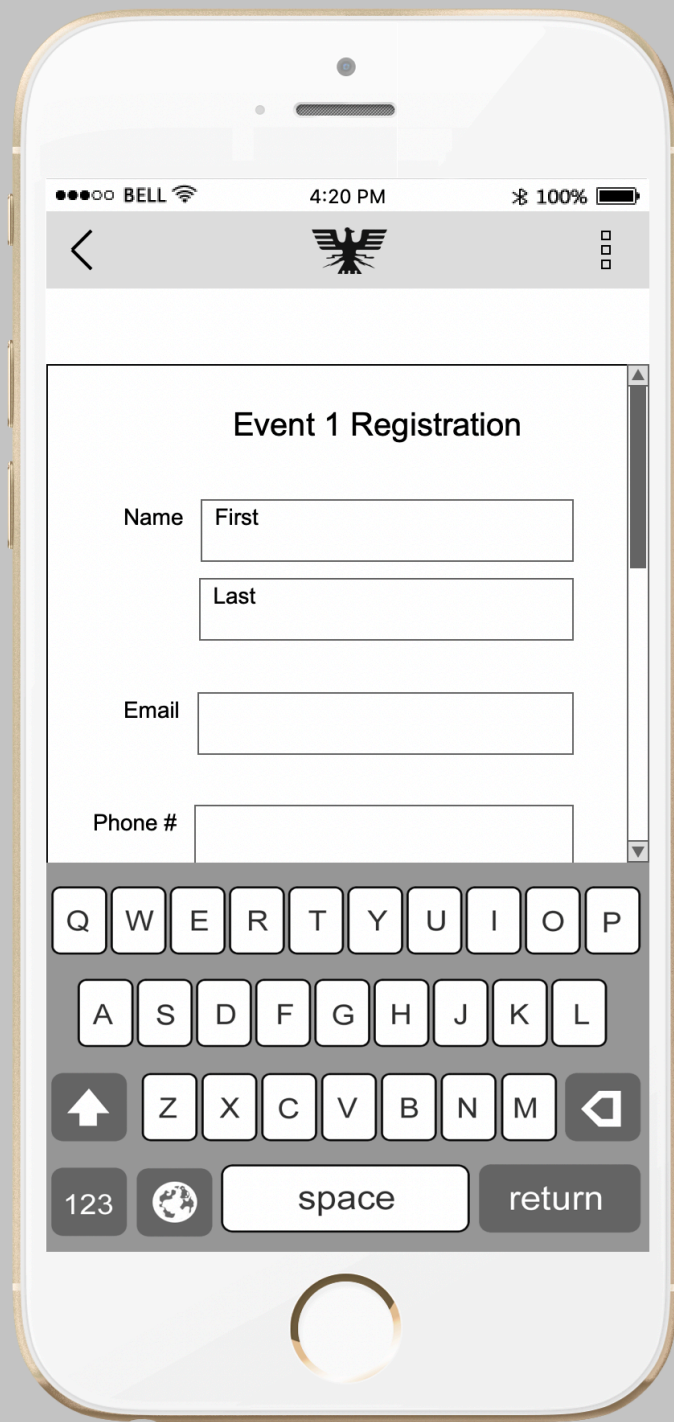 BELL 4:20 PM 100%
Event 1 Registration
Name First
Last
Email
Phone #
Q W E R T Y U I O P
A S D F G H J K L
Z X C V B N M
123 space return